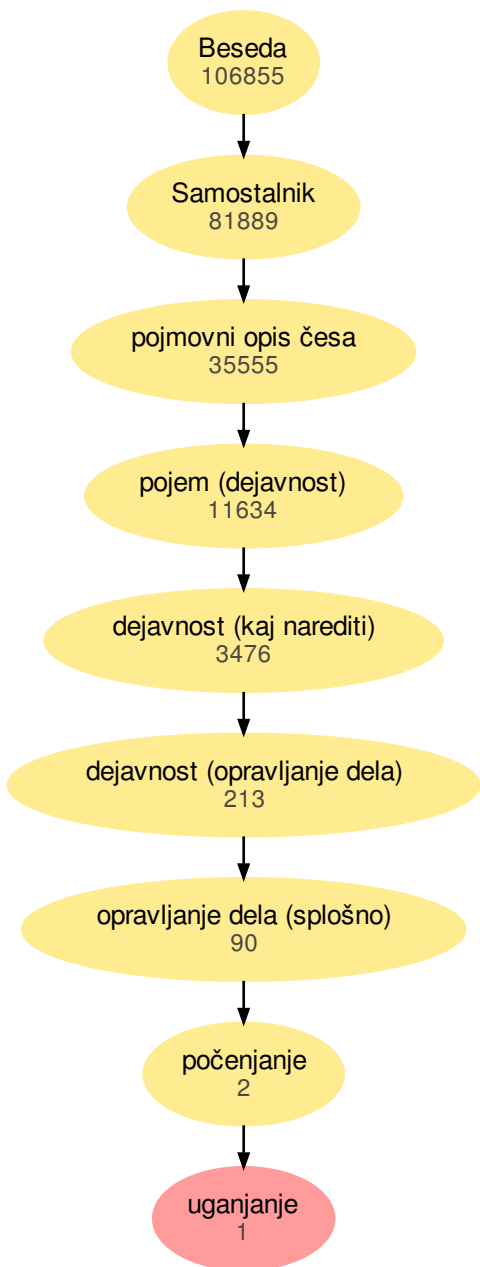 Beseda
106855
Samostalnik
81889
pojmovni opis česa
35555
pojem (dejavnost)
11634
dejavnost (kaj narediti)
3476
dejavnost (opravljanje dela)
213
opravljanje dela (splošno)
90
počenjanje
2
uganjanje
1